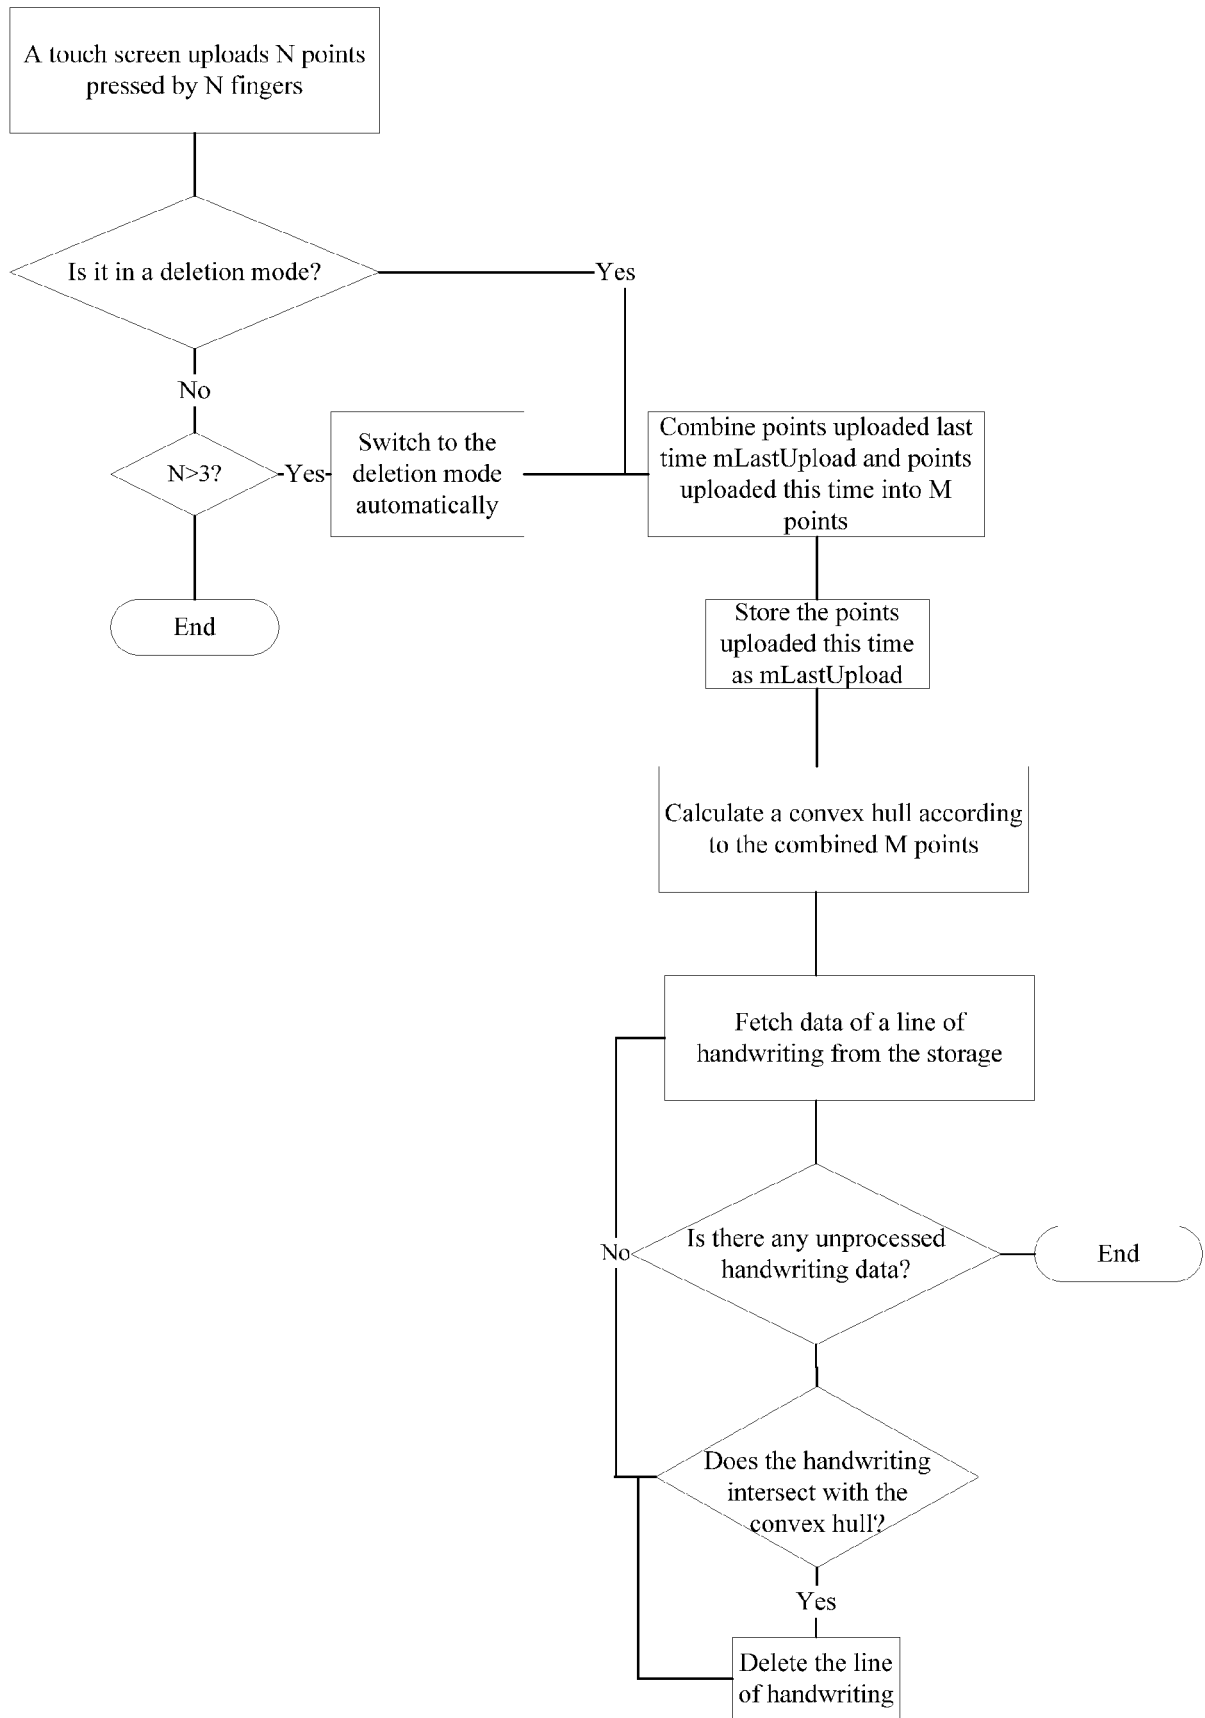 A touch screen uploads N points
pressed by N fingers
Is it in a deletion mode?
Yes
No
N>3?
Yes
Switch to the
deletion mode
automatically
Combine points uploaded last
time mLastUpload and points
uploaded this time into M
points
End
Store the points
uploaded this time
as mLastUpload
Calculate a convex hull according
to the combined M points
Fetch data of a line of
handwriting from the storage
Is there any unprocessed
handwriting data?
No
End
Does the handwriting
intersect with the
convex hull?
Yes
Delete the line
of handwriting